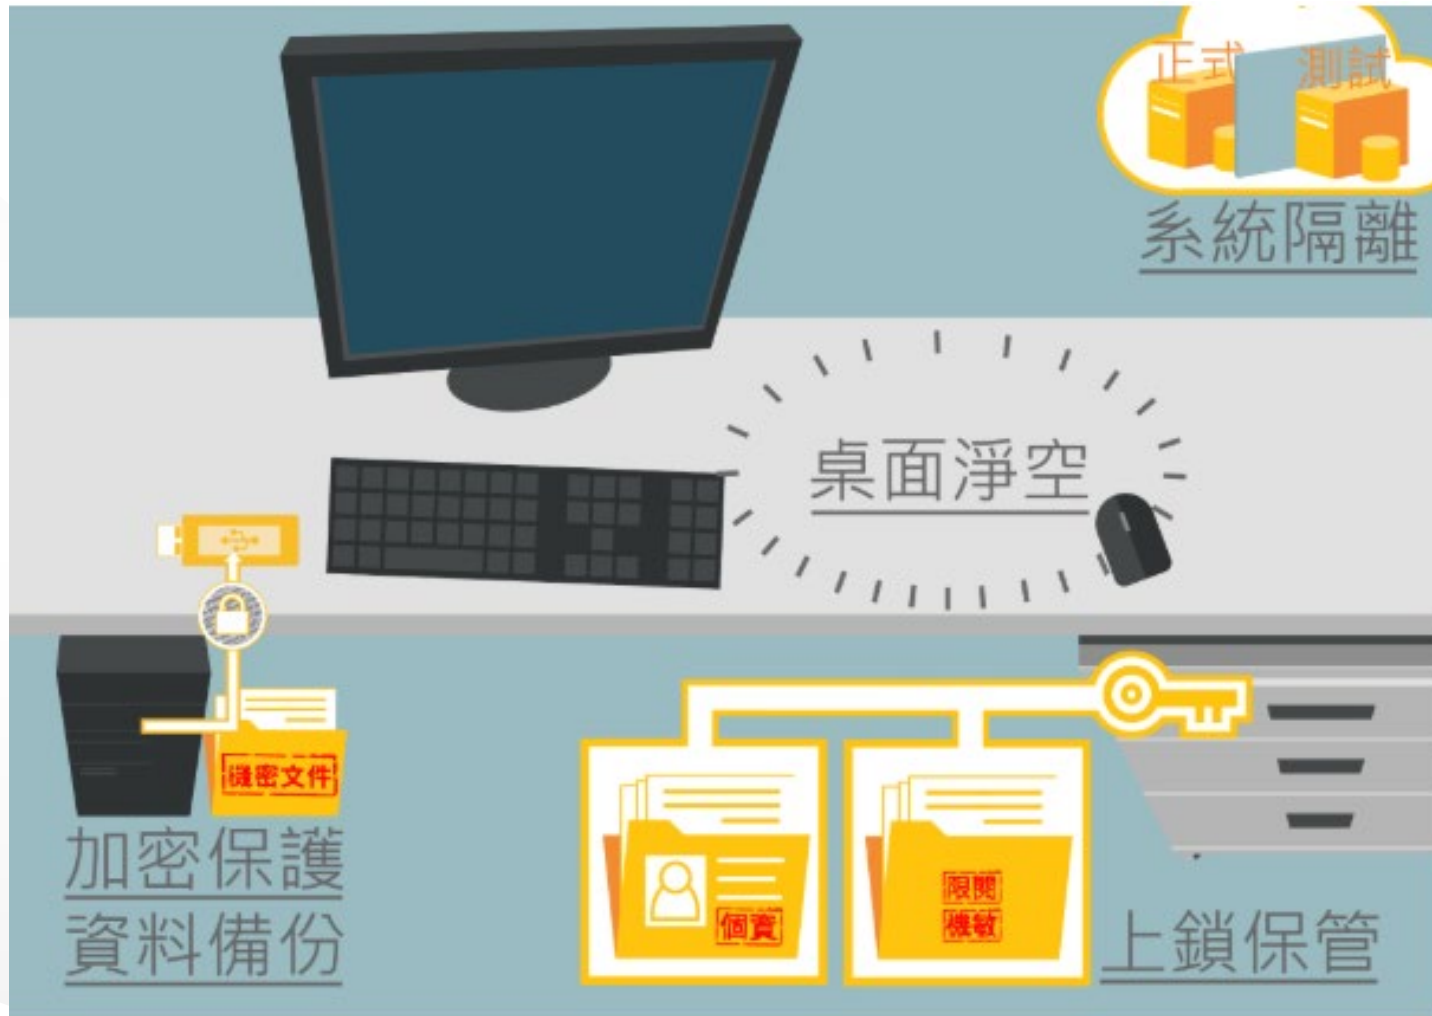 正式
測試
系統隔離
桌面淨空
機密文件
加密保護
資料備份
個資
限閱
機敏
上鎖保管